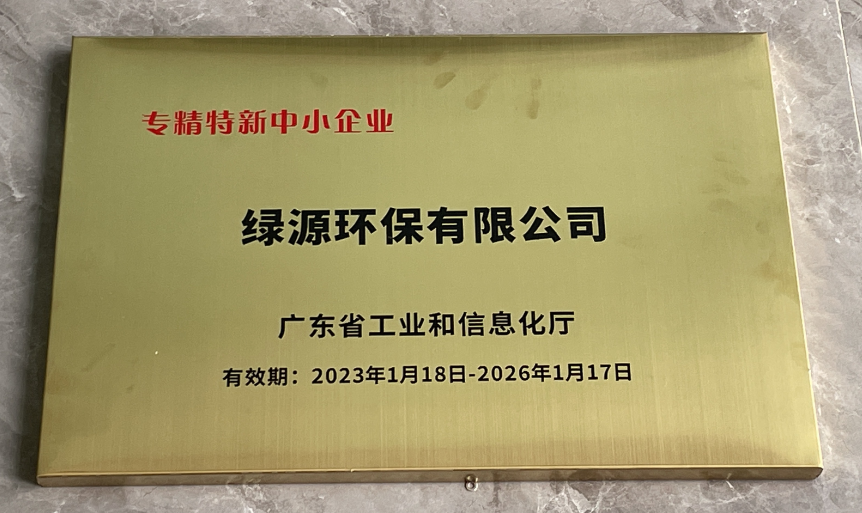 专精特新中小企业
绿源环保有限公司
广东省工业和信息化厅
有效期：2023年1月18日-2026年1月17日